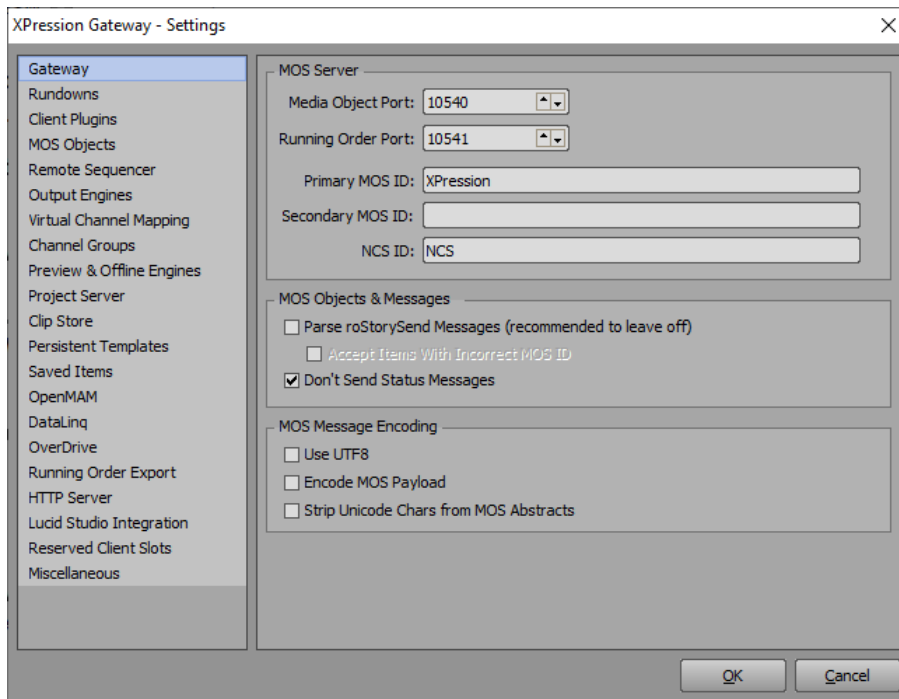 XPression Gateway - Settings
Gateway
Rundowns
Client Plugins
MOS Objects
Remote Sequencer
Output Engines
Virtual Channel Mapping
Channel Groups
Preview & Offline Engines
Project Server
Clip Store
Persistent Templates
Saved Items
OpenMAM
DataLinq
OverDrive
Running Order Export
HTTP Server
Lucid Studio Integration
Reserved Client Slots
Miscellaneous
MOS Server
Media Object Port: 10540
Running Order Port: 10541
Primary MOS ID: XPression
Secondary MOS ID:
NCS ID: NCS
MOS Objects & Messages
Parse roStorySend Messages (recommended to leave off)
Accept Items With Incorrect MOS ID
Don't Send Status Messages
MOS Message Encoding
Use UTF8
Encode MOS Payload
Strip Unicode Chars from MOS Abstracts
OK Cancel